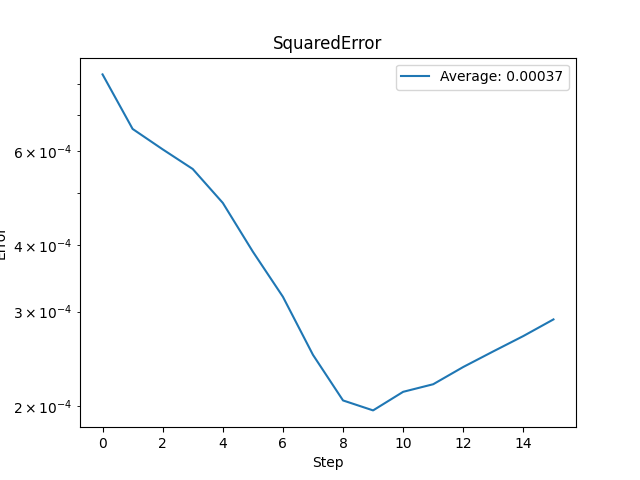 SquaredError
Average: 0.00037
6 × 10⁻⁴
4 × 10⁻⁴
3 × 10⁻⁴
2 × 10⁻⁴
Error
0 2 4 6 8 10 12 14
Step